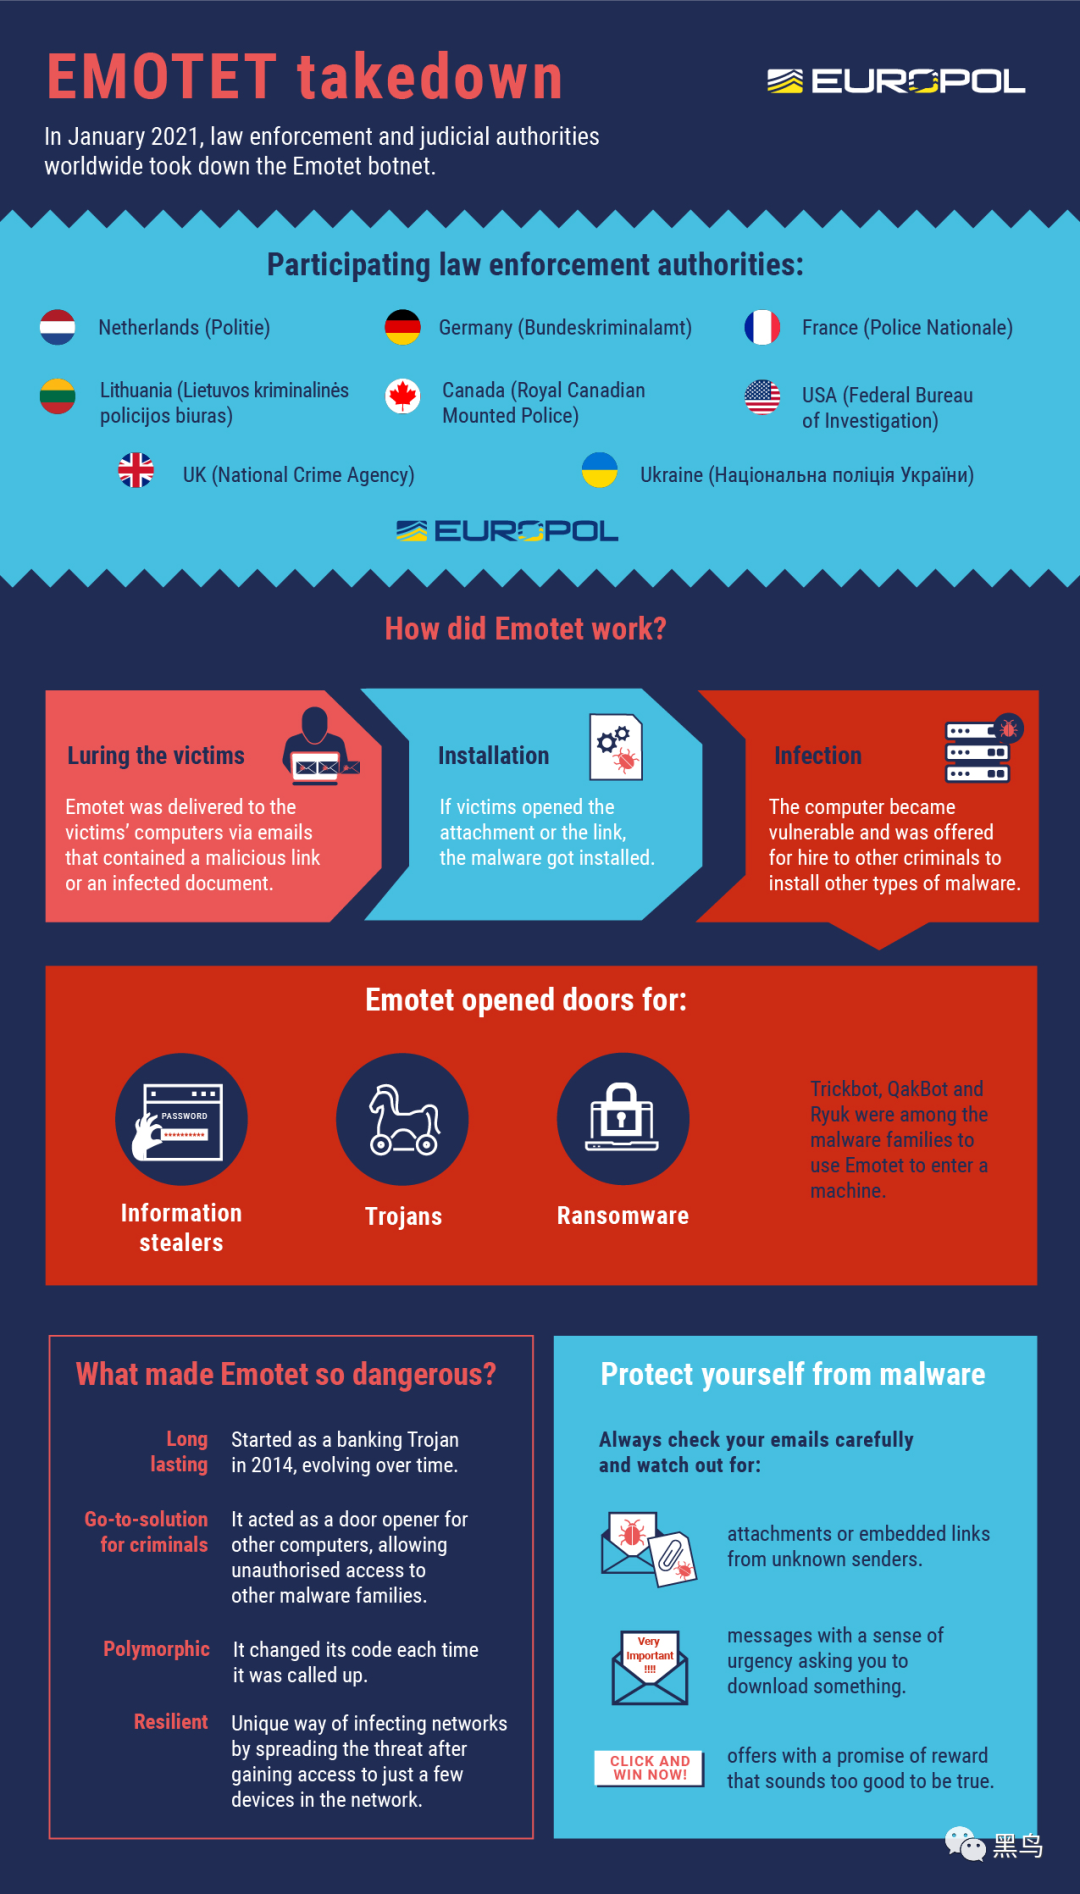 EMOTET takedown
EUROPOL
In January 2021, law enforcement and judicial authorities
worldwide took down the Emotet botnet.
Participating law enforcement authorities:
Netherlands (Politie)
Germany (Bundeskriminalamt)
France (Police Nationale)
Lithuania (Lietuvos kriminalinės
policijos biuras)
Canada (Royal Canadian
Mounted Police)
USA (Federal Bureau
of Investigation)
UK (National Crime Agency)
Ukraine (Національна поліція України)
EUROPOL
How did Emotet work?
Luring the victims
Emotet was delivered to the
victims’ computers via emails
that contained a malicious link
or an infected document.
Installation
If victims opened the
attachment or the link,
the malware got installed.
Infection
The computer became
vulnerable and was offered
for hire to other criminals to
install other types of malware.
Emotet opened doors for:
PASSWORD
**********
Information
stealers
Trojans
Ransomware
Trickbot, QakBot and
Ryuk were among the
malware families to
use Emotet to enter a
machine.
What made Emotet so dangerous?
Long
lasting
Started as a banking Trojan
in 2014, evolving over time.
Go-to-solution
for criminals
It acted as a door opener for
other computers, allowing
unauthorised access to
other malware families.
Polymorphic
It changed its code each time
it was called up.
Resilient
Unique way of infecting networks
by spreading the threat after
gaining access to just a few
devices in the network.
Protect yourself from malware
Always check your emails carefully
and watch out for:
attachments or embedded links
from unknown senders.
Very
Important
!!!!
messages with a sense of
urgency asking you to
download something.
CLICK AND
WIN NOW!
offers with a promise of reward
that sounds too good to be true.
黑鸟